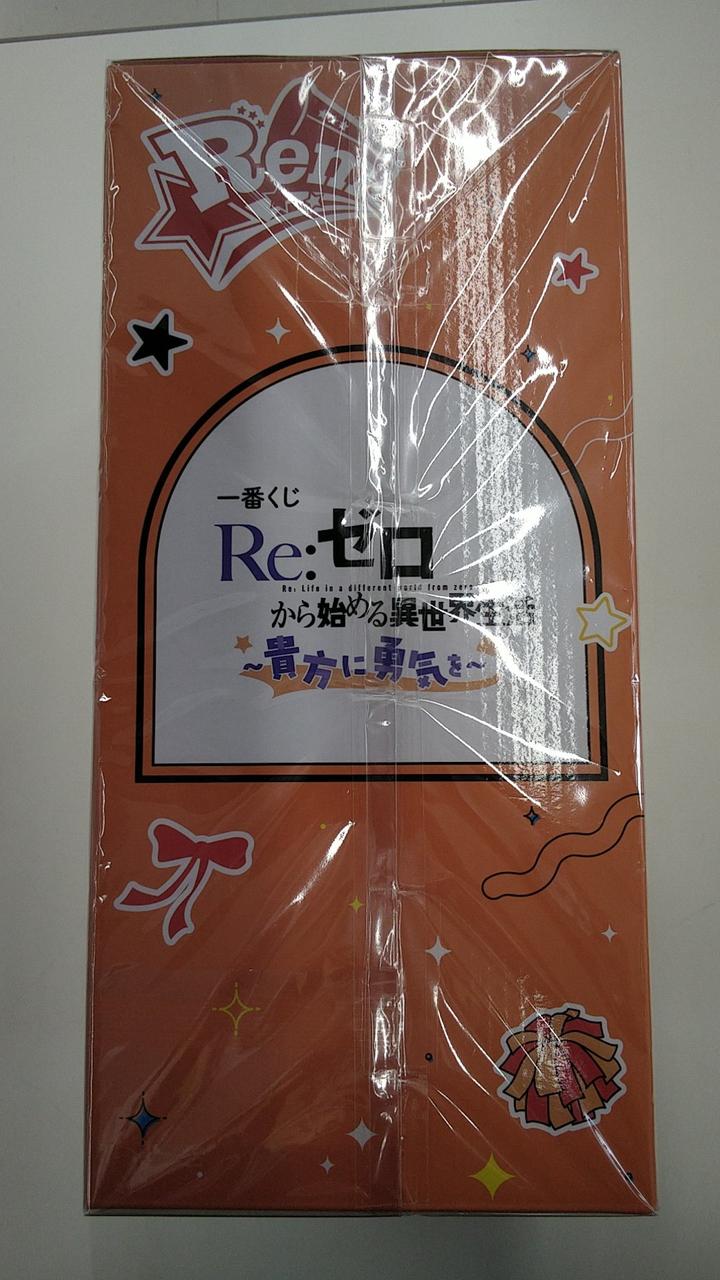 Rem
一番くじ
Re:ゼロ
Re: Life in a different world from zero
から始める異世界生活
~貴方に勇気を~